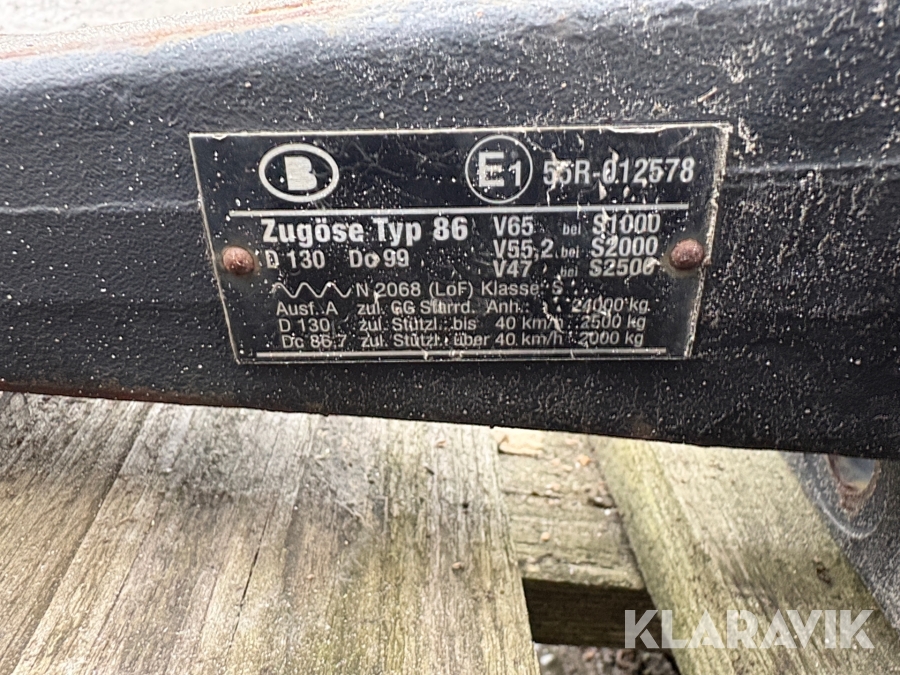 B E1 55R-012578
Zugöse Typ 86 V65 bei S1000
D 130 Dc 99 V55,2 bei S2000
V47 bei S2500
N 2068 (LoF) Klasse S
Ausf. A zul. GG Starrd. Anh.: 24000 kg
D 130 zul. Stützl. bis 40 km/h : 2500 kg
Dc 86,7 zul. Stützl. über 40 km/h : 2000 kg
KLARAVIK